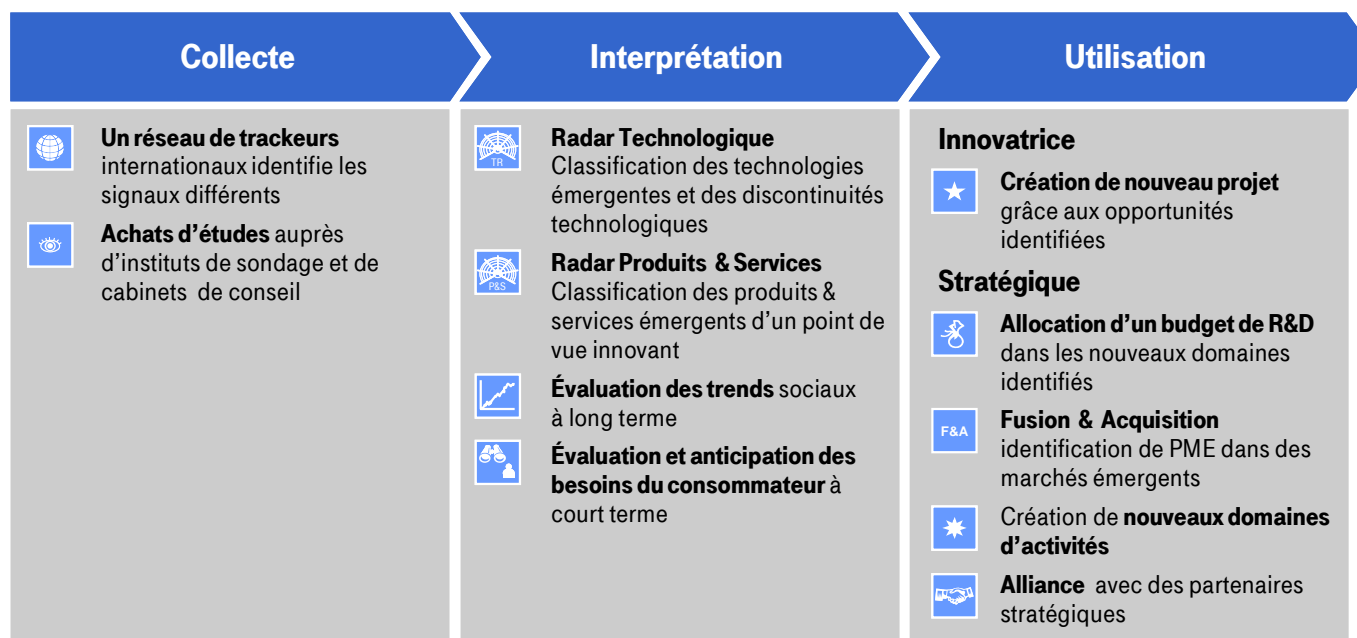 Collecte
Un réseau de trackeurs
internationaux identifie les
signaux différents
Achats d’études auprès
d’instituts de sondage et de
cabinets de conseil
Interprétation
TR
Radar Technologique
Classification des technologies
émergentes et des discontinuités
technologiques
P&S
Radar Produits & Services
Classification des produits &
services émergents d’un point de
vue innovant
Évaluation des trends sociaux
à long terme
Évaluation et anticipation des
besoins du consommateur à
court terme
Utilisation
Innovatrice
Création de nouveau projet
grâce aux opportunités
identifiées
Stratégique
Allocation d’un budget de R&D
dans les nouveaux domaines
identifiés
F&A
Fusion & Acquisition
identification de PME dans des
marchés émergents
Création de nouveaux domaines
d’activités
Alliance avec des partenaires
stratégiques